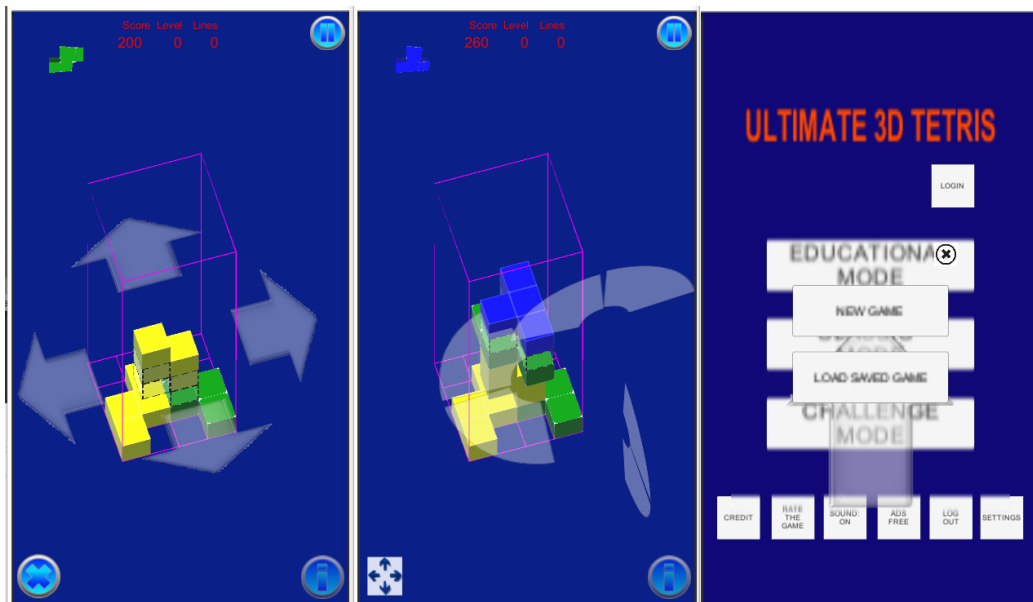 Score Level Lines
200 0 0
Score Level Lines
260 0 0
ULTIMATE 3D TETRIS
LOGIN
EDUCATIONA
MODE
NEW GAME
MODE
LOAD SAVED GAME
CHALLENGE
MODE
CREDIT
RATE
THE
GAME
SOUND:
ON
ADS
FREE
LOG
OUT
SETTINGS